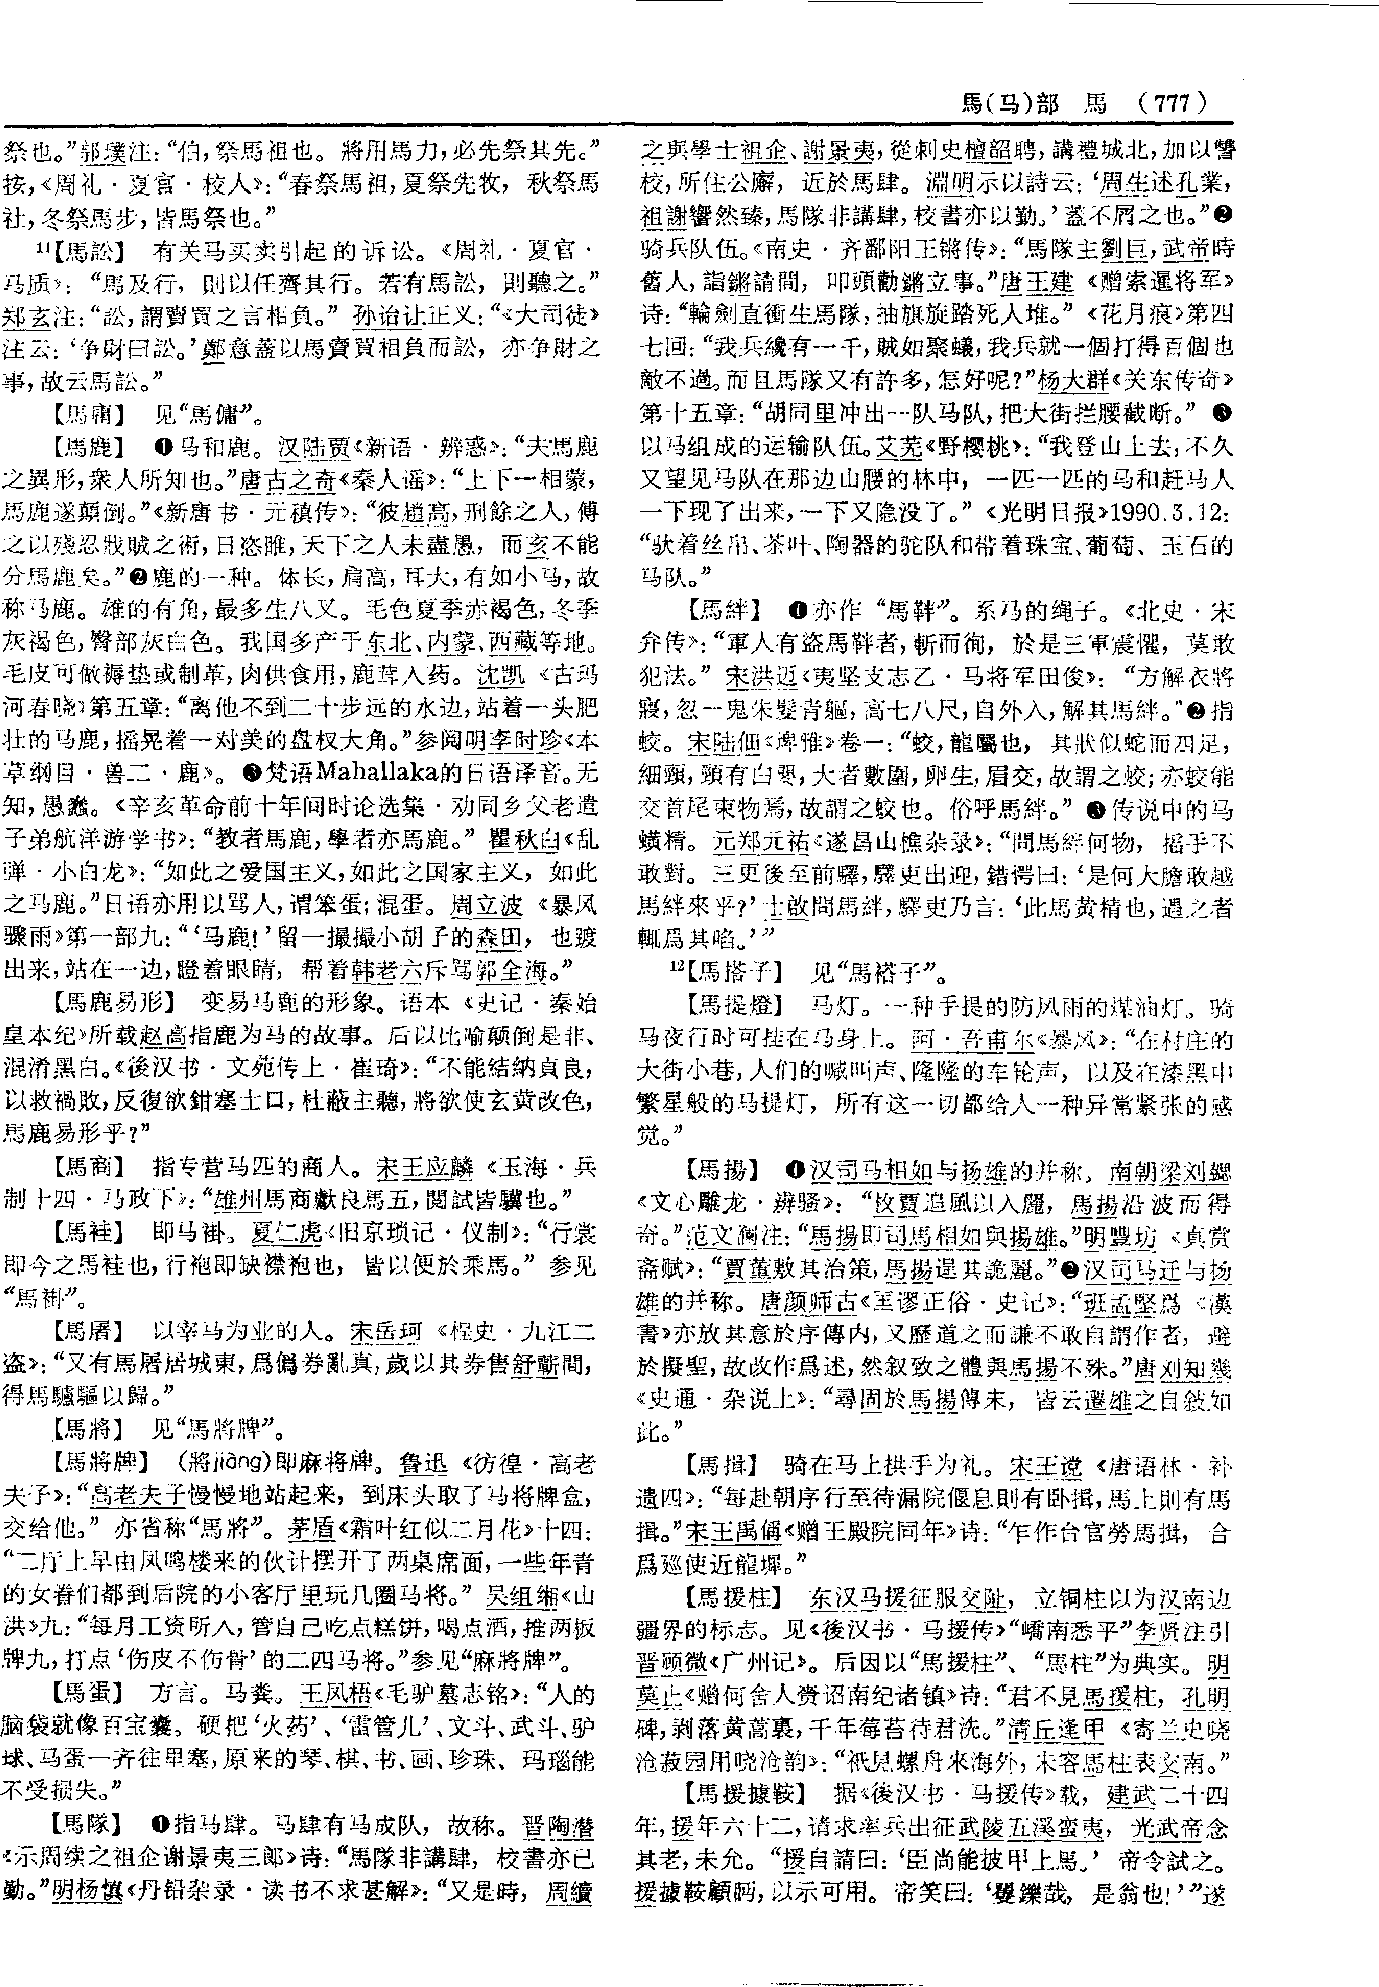 馬(马)部　馬　(777)
祭也。”郭璞注：“伯，祭馬祖也。將用馬力，必先祭其先。”
按，《周礼·夏官·校人》：“春祭馬祖，夏祭先牧，秋祭馬
社，冬祭馬步，皆馬祭也。”
11【馬訟】　有关马买卖引起的诉讼。《周礼·夏官·
马质》：“馬及行，則以任齊其行。若有馬訟，則聽之。”
郑玄注：“訟，謂賣買之言相負。”孙诒让正义：“《大司徒》
注云：‘争財曰訟。’鄭意蓋以馬賣買相負而訟，亦争財之
事，故云馬訟。”
【馬痡】　见“馬傭”。
【馬鹿】　❶马和鹿。汉陆贾《新语·辨惑》：“夫馬鹿
之異形，衆人所知也。”唐古之奇《秦人谣》：“上下一相蒙，
馬鹿遂顛倒。”《新唐书·元稹传》：“彼趙高，刑餘之人，傅
之以殘忍戕賊之術，日恣睢，天下之人未盡愚，而亥不能
分馬鹿矣。”❷鹿的一种。体长，肩高，耳大，有如小马，故
称马鹿。雄的有角，最多生八叉。毛色夏季赤褐色，冬季
灰褐色，臀部灰白色。我国多产于东北、内蒙、西藏等地。
毛皮可做褥垫或制革，肉供食用，鹿茸入药。沈凯《古玛
河春晓》第五章：“离他不到二十步远的水边，站着一头肥
壮的马鹿，摇晃着一对美的盘杈大角。”参阅明李时珍《本
草纲目·兽二·鹿》。❸梵语Mahallaka的日语译音。无
知，愚蠢。《辛亥革命前十年间时论选集·劝同乡父老遣
子弟航洋游学书》：“教者馬鹿，學者亦馬鹿。”瞿秋白《乱
弹·小白龙》：“如此之爱国主义，如此之国家主义，如此
之马鹿。”日语亦用以骂人，谓笨蛋；混蛋。周立波《暴风
骤雨》第一部九：“‘马鹿！’留一撮撮小胡子的森田，也踱
出来，站在一边，瞪着眼睛，帮着韩老六斥骂郭全海。”
【馬鹿易形】　变易马鹿的形象。语本《史记·秦始
皇本纪》所载赵高指鹿为马的故事。后以比喻颠倒是非、
混淆黑白。《後汉书·文苑传上·崔琦》：“不能結納貞良，
以救禍敗，反復欲鉗塞士口，杜蔽主聽，將欲使玄黄改色，
馬鹿易形乎？”
【馬商】　指专营马匹的商人。宋王应麟《玉海·兵
制十四·马政下》：“雄州馬商獻良馬五，閲試皆驥也。”
【馬褂】　即马褂。夏仁虎《旧京琐记·仪制》：“行裳
即今之馬褂也，行袍即缺襟袍也，皆以便於乘馬。”参见
“馬褂”。
【馬屠】　以宰马为业的人。宋岳珂《桯史·九江二
盗》：“又有馬屠居城東，爲僞券亂真，歲以其券售舒蘄間，
得馬驢驅以歸。”
【馬將】　见“馬將牌”。
【馬將牌】　(將jiàng)即麻将牌。鲁迅《彷徨·高老
夫子》：“高老夫子慢慢地站起来，到床头取了马将牌盒，
交给他。”亦省称“馬將”。茅盾《霜叶红似二月花》十四：
“二厅上早由凤鸣楼来的伙计摆开了两桌席面，一些年青
的女眷们都到后院的小客厅里玩几圈马将。”吴组缃《山
洪》九：“每月工资所入，管自己吃点糕饼，喝点酒，推两板
牌九，打点‘伤皮不伤骨’的二四马将。”参见“麻將牌”。
【馬蛋】　方言。马粪。王凤梧《毛驴墓志铭》：“人的
脑袋就像百宝囊。硬把‘火药’、‘雷管儿’、文斗、武斗、驴
球、马蛋一齐往里塞，原来的琴、棋、书、画、珍珠、玛瑙能
不受损失。”
【馬隊】　❶指马肆。马肆有马成队，故称。晋陶潜
《示周续之祖企谢景夷三郎》诗：“馬隊非講肆，校書亦已
勤。”明杨慎《丹铅杂录·读书不求甚解》：“又是時，周續
之與學士祖企、謝景夷，從刺史檀韶聘，講禮城北，加以讐
校，所住公廨，近於馬肆。淵明示以詩云：‘周生述孔業，
祖謝響然臻，馬隊非講肆，校書亦以勤。’蓋不屑之也。”❷
骑兵队伍。《南史·齐鄱阳王锵传》：“馬隊主劉巨，武帝時
舊人，詣鏘請間，叩頭勸鏘立事。”唐王建《赠索暹将军》
诗：“輪劍直衝生馬隊，抽旗旋踏死人堆。”《花月痕》第四
七回：“我兵纔有一千，賊如聚蟻，我兵就一個打得百個也
敵不過。而且馬隊又有許多，怎好呢？”杨大群《关东传奇》
第十五章：“胡同里冲出一队马队，把大街拦腰截断。”❸
以马组成的运输队伍。艾芜《野樱桃》：“我登山上去，不久
又望见马队在那边山腰的林中，一匹一匹的马和赶马人
一下现了出来，一下又隐没了。”《光明日报》1990.3.12：
“驮着丝帛、茶叶、陶器的驼队和带着珠宝、葡萄、玉石的
马队。”
【馬絆】　❶亦作“馬靽”。系马的绳子。《北史·宋
弁传》：“軍人有盗馬靽者，斬而徇，於是三軍震懼，莫敢
犯法。”宋洪迈《夷坚支志乙·马将军田俊》：“方解衣將
寢，忽一鬼朱髮青軀，高七八尺，自外入，解其馬絆。”❷指
蛟。宋陆佃《埤雅》卷一：“蛟，龍屬也，其狀似蛇而四足，
細頸，頸有白嬰，大者數圍，卵生，眉交，故謂之蛟；亦蛟能
交首尾束物焉，故謂之蛟也。俗呼馬絆。”❸传说中的马
蟥精。元郑元祐《遂昌山樵杂录》：“問馬絆何物，摇手不
敢對。三更後至前驛，驛吏出迎，錯愕曰：‘是何大膽敢越
馬絆來乎？’士啟問馬絆，驛吏乃言：‘此馬黄精也，遇之者
輒爲其啗。’”
12【馬搭子】　见“馬褡子”。
【馬提燈】　马灯。一种手提的防风雨的煤油灯。骑
马夜行时可挂在马身上。阿·吾甫尔《暴风》：“在村庄的
大街小巷，人们的喊叫声、隆隆的车轮声，以及在漆黑中
繁星般的马提灯，所有这一切都给人一种异常紧张的感
觉。”
【馬揚】　❶汉司马相如与扬雄的并称。南朝梁刘勰
《文心雕龙·辨骚》：“枚賈追風以入麗，馬揚沿波而得
奇。”范文澜注：“馬揚即司馬相如與揚雄。”明豐坊《真赏
斋赋》：“賈董敷其治策，馬揚逞其詭麗。”❷汉司马迁与扬
雄的并称。唐颜师古《匡谬正俗·史记》：“班孟堅爲《漢
書》亦放其意於序傳内，又歷道之而謙不敢自謂作者，避
於擬聖，故改作爲述，然叙致之體與馬揚不殊。”唐刘知幾
《史通·杂说上》：“尋固於馬揚傳末，皆云遷雄之自敍如
此。”
【馬揖】　骑在马上拱手为礼。宋王谠《唐语林·补
遗四》：“每赴朝序行至待漏院偃息則有卧揖，馬上則有馬
揖。”宋王禹偁《赠王殿院同年》诗：“乍作台官勞馬揖，合
爲廵使近龍墀。”
【馬援柱】　东汉马援征服交趾，立铜柱以为汉南边
疆界的标志。见《後汉书·马援传》“嶠南悉平”李贤注引
晋顾微《广州记》。后因以“馬援柱”、“馬柱”为典实。明
莫止《赠何舍人赍诏南纪诸镇》诗：“君不見馬援柱，孔明
碑，剥落黄蒿裏，千年莓苔待君洗。”清丘逢甲《寄兰史晓
沧菽园用晓沧韵》：“祇見螺舟來海外，未容馬柱表交南。”
【馬援據鞍】　据《後汉书·马援传》载，建武二十四
年，援年六十二，请求率兵出征武陵五溪蛮夷，光武帝念
其老，未允。“援自請曰：‘臣尚能披甲上馬。’帝令試之。
援據鞍顧眄，以示可用。帝笑曰：‘矍鑠哉，是翁也！’”遂